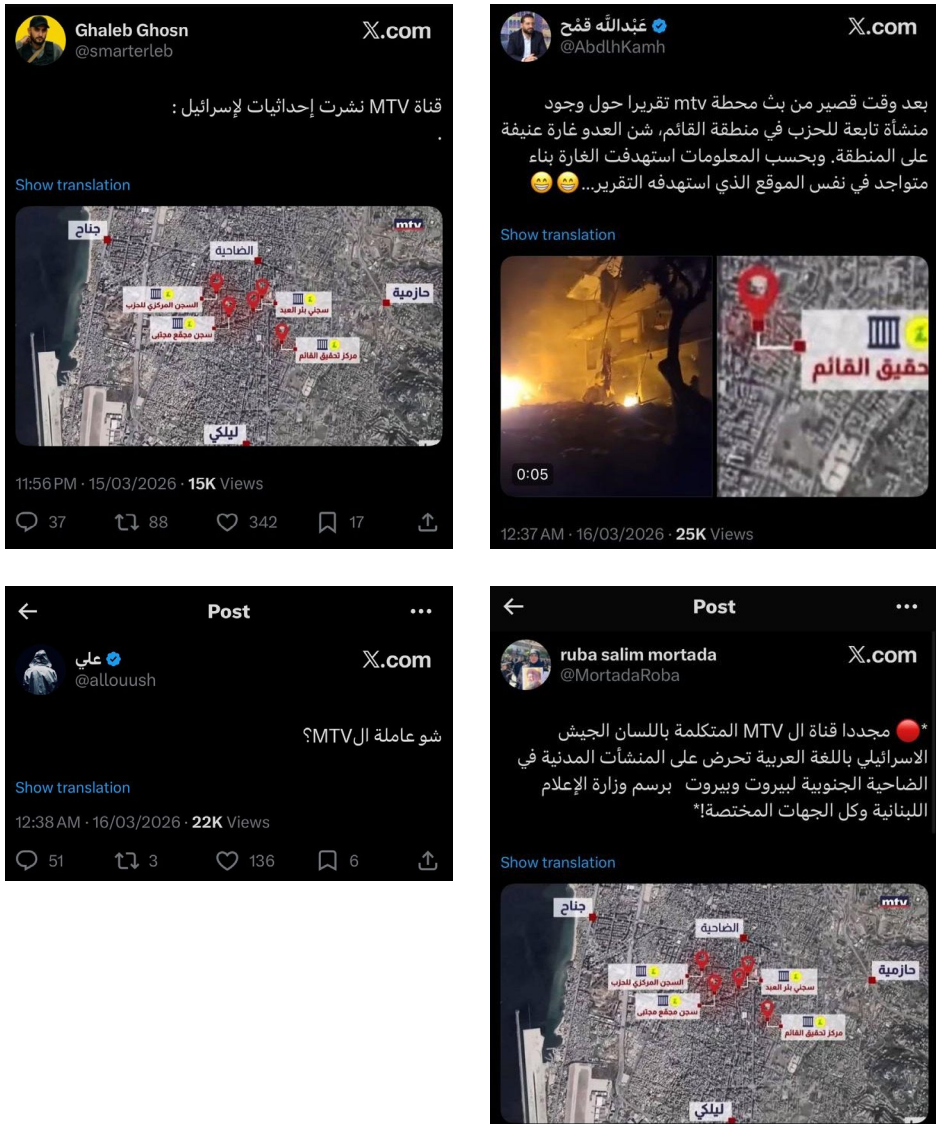 Ghaleb Ghosn
@smarterleb
X.com
قناة MTV نشرت إحداثيات لإسرائيل :
.
Show translation
mtv
جناح
الضاحية
حازمية
السجن المركزي للحزب
سجني بئر العبد
سجن مجمّع مجتبى
مركز تحقيق القائم
ليلكي
11:56 PM · 15/03/2026 · 15K Views
37 88 342 17
عَبْدالله قمْح
@AbdlhKamh
X.com
بعد وقت قصير من بث محطة mtv تقريرا حول وجود
منشأة تابعة للحزب في منطقة القائم، شن العدو غارة عنيفة
على المنطقة. وبحسب المعلومات استهدفت الغارة بناء
متواجد في نفس الموقع الذي استهدفه التقرير...😁😁
Show translation
حقيق القائم
0:05
12:37 AM · 16/03/2026 · 25K Views
Post
علي
@allouush
X.com
شو عاملة الMTV؟
Show translation
12:38 AM · 16/03/2026 · 22K Views
51 3 136 6
Post
ruba salim mortada
@MortadaRoba
X.com
*🔴 مجددا قناة ال MTV المتكلمة باللسان الجيش
الاسرائيلي باللغة العربية تحرض على المنشأت المدنية في
الضاحية الجنوبية لبيروت وبيروت برسم وزارة الإعلام
اللبنانية وكل الجهات المختصة!*
Show translation
mtv
جناح
الضاحية
حازمية
السجن المركزي للحزب
سجني بئر العبد
سجن مجمّع مجتبى
مركز تحقيق القائم
ليلكي